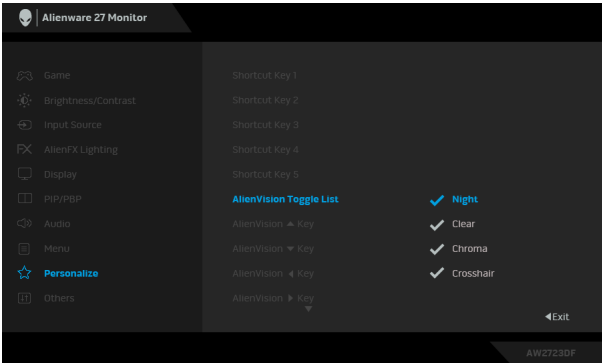 Alienware 27 Monitor
Game
Shortcut Key 1
Brightness/Contrast
Shortcut Key 2
Input Source
Shortcut Key 3
FX AlienFX Lighting
Shortcut Key 4
Display
Shortcut Key 5
PIP/PBP
AlienVision Toggle List
Night
Audio
AlienVision ▲ Key
Clear
Menu
AlienVision ▼ Key
Chroma
Personalize
AlienVision ◀ Key
Crosshair
Others
AlienVision ▶ Key
◀Exit
AW2723DF